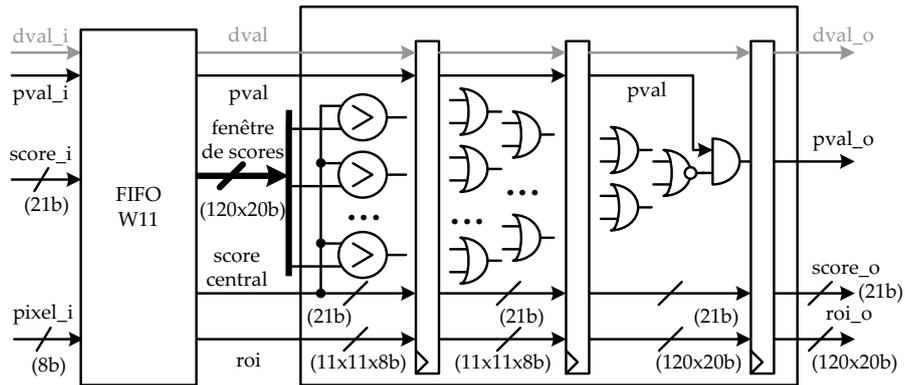 dval_i
dval
dval_o
pval_i
pval
pval
pval_o
fenêtre
de scores
score_i
(21b)
FIFO
W11
(120x20b)
>
>
>
score
central
score_o
(21b)
(21b)
(21b)
(21b)
pixel_i
(8b)
roi
(11x11x8b)
(11x11x8b)
(120x20b)
roi_o
(120x20b)